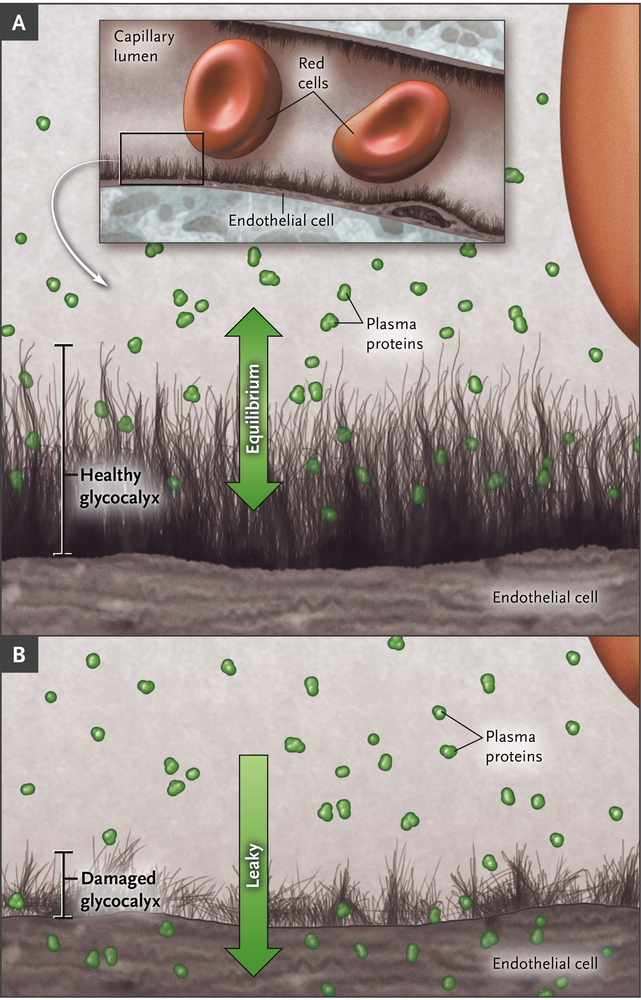 A
Capillary
lumen
Red
cells
Endothelial cell
Plasma
proteins
Equilibrium
Healthy
glycocalyx
Endothelial cell
B
Plasma
proteins
Leaky
Damaged
glycocalyx
Endothelial cell